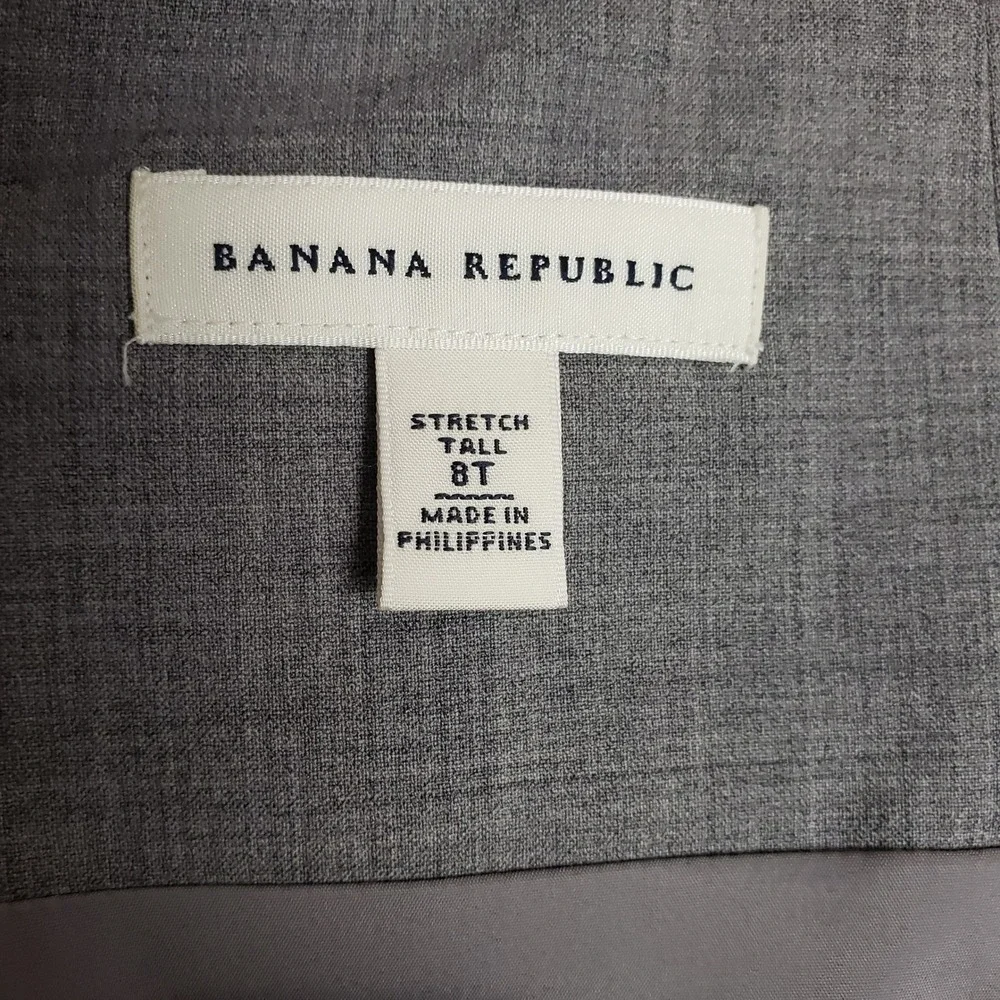 BANANA REPUBLIC
STRETCH
TALL
8T
MADE IN
PHILIPPINES